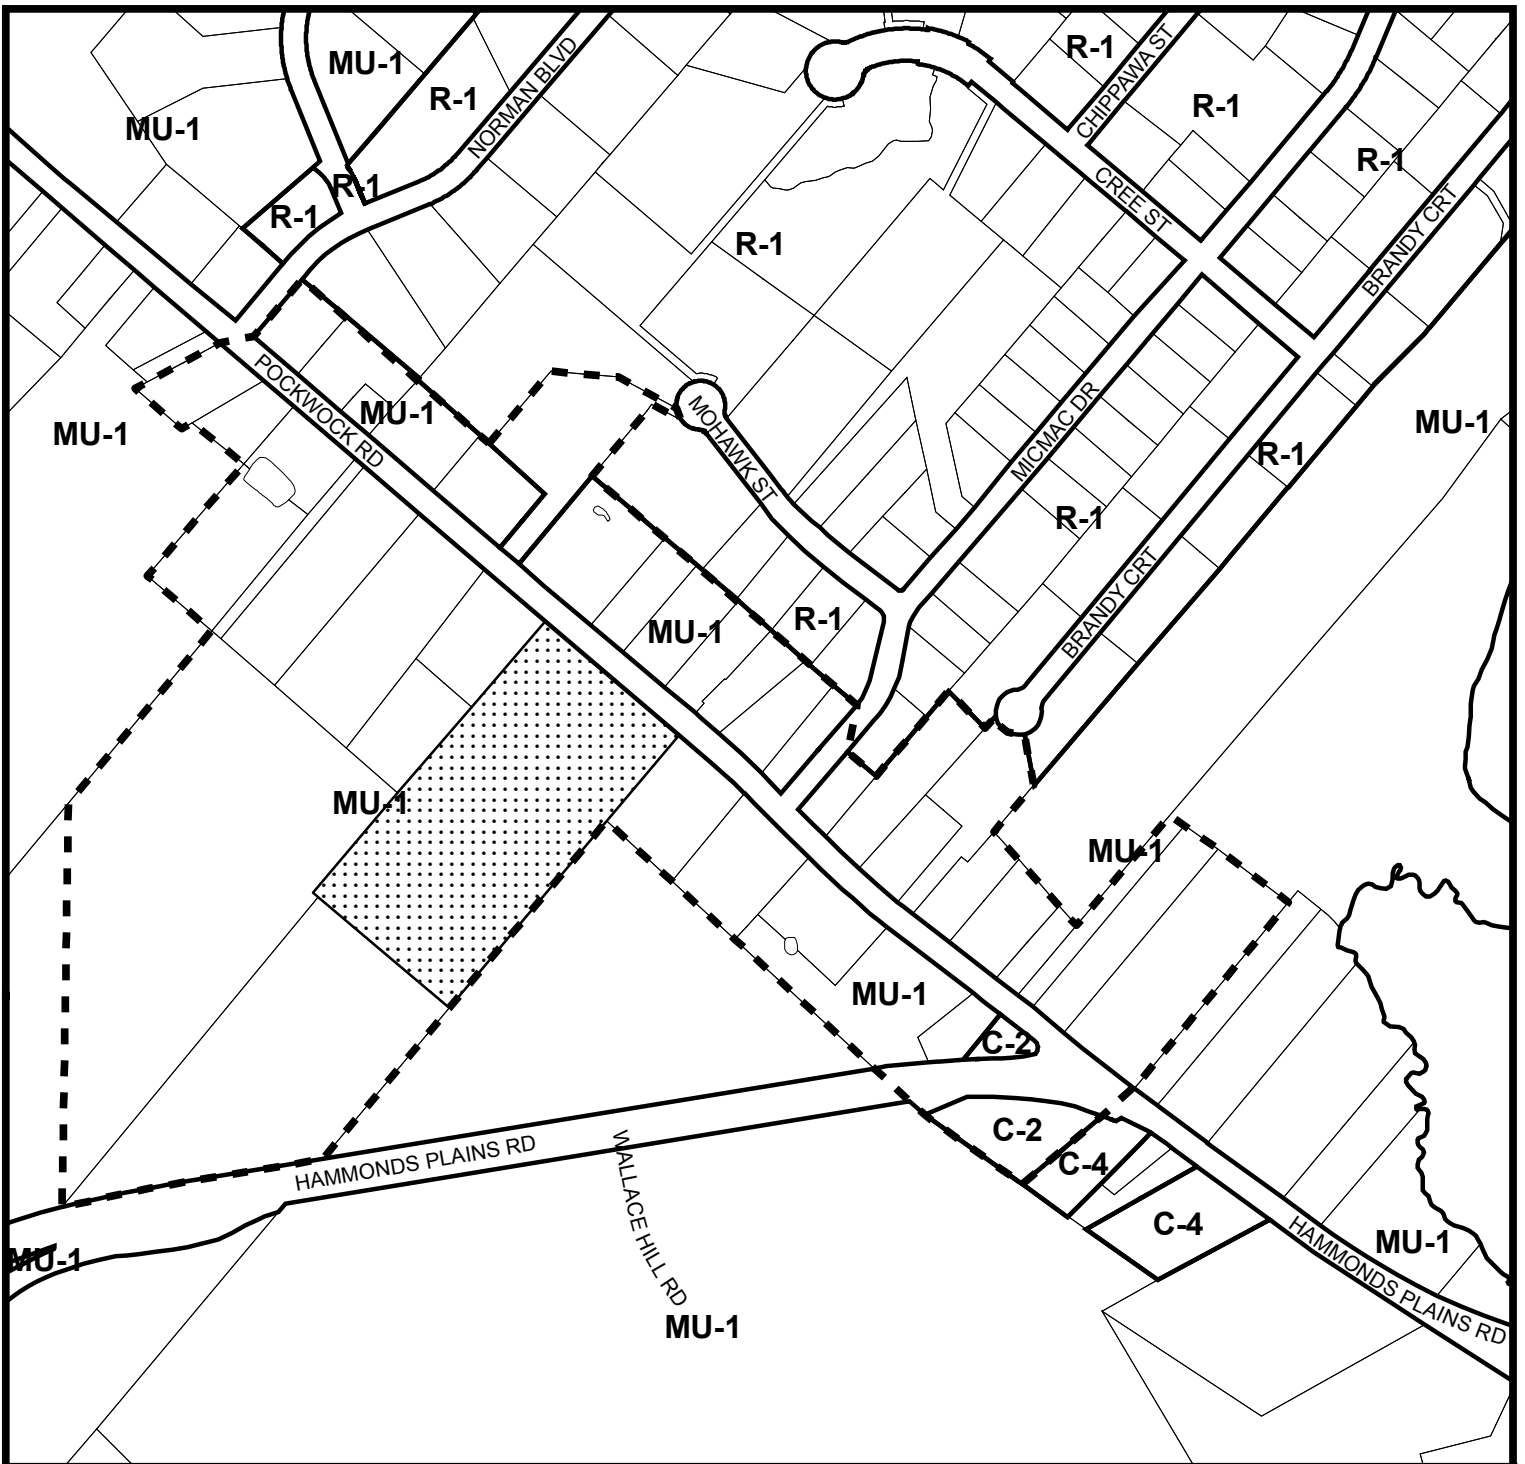 R-1
CHIPPAWA ST
MU-1
NORMAN BLVD
R-1
R-1
MU-1
R-1
R-1
CREE ST
R-1
R-1
BRANDY CRT
R-1
POCKWOCK RD
MU-1
MOHAWK ST
MICMAC DR
MU-1
MU-1
R-1
R-1
BRANDY CRT
R-1
MU-1
MU-1
MU-1
MU-1
C-2
C-2
HAMMONDS PLAINS RD
WALLACE HILL RD
C-4
C-4
MU-1
HAMMONDS PLAINS RD
MU-1
MU-1